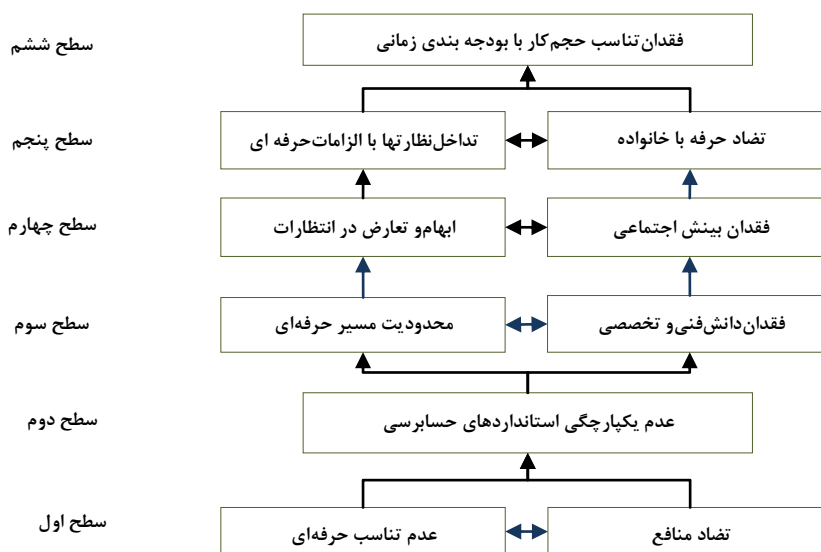 سطح ششم
فقدان تناسب حجم کار با بودجه بندی زمانی
سطح پنجم
تضاد حرفه با خانواده
تداخل نظارتها با الزامات حرفه ای
سطح چهارم
فقدان بینش اجتماعی
ابهام و تعارض در انتظارات
سطح سوم
فقدان دانش فنی و تخصصی
محدودیت مسیر حرفه‌ای
سطح دوم
عدم یکپارچگی استانداردهای حسابرسی
سطح اول
تضاد منافع
عدم تناسب حرفه‌ای